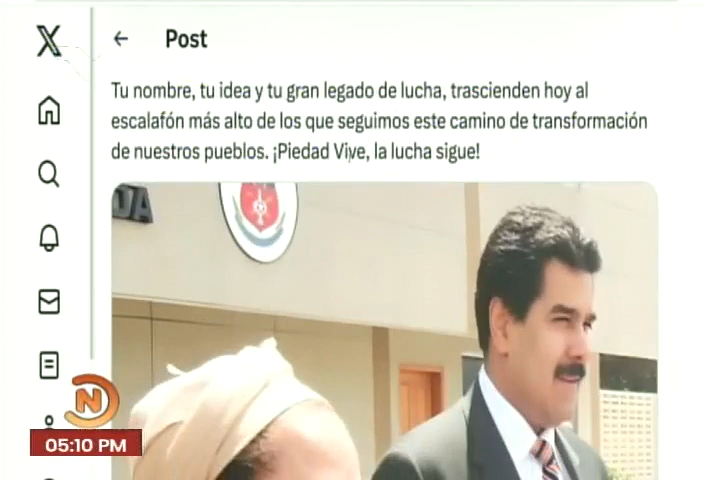 Post
Tu nombre, tu idea y tu gran legado de lucha, trascienden hoy al
escalafón más alto de los que seguimos este camino de transformación
de nuestros pueblos. ¡Piedad Vive, la lucha sigue!
DA
N
05:10 PM